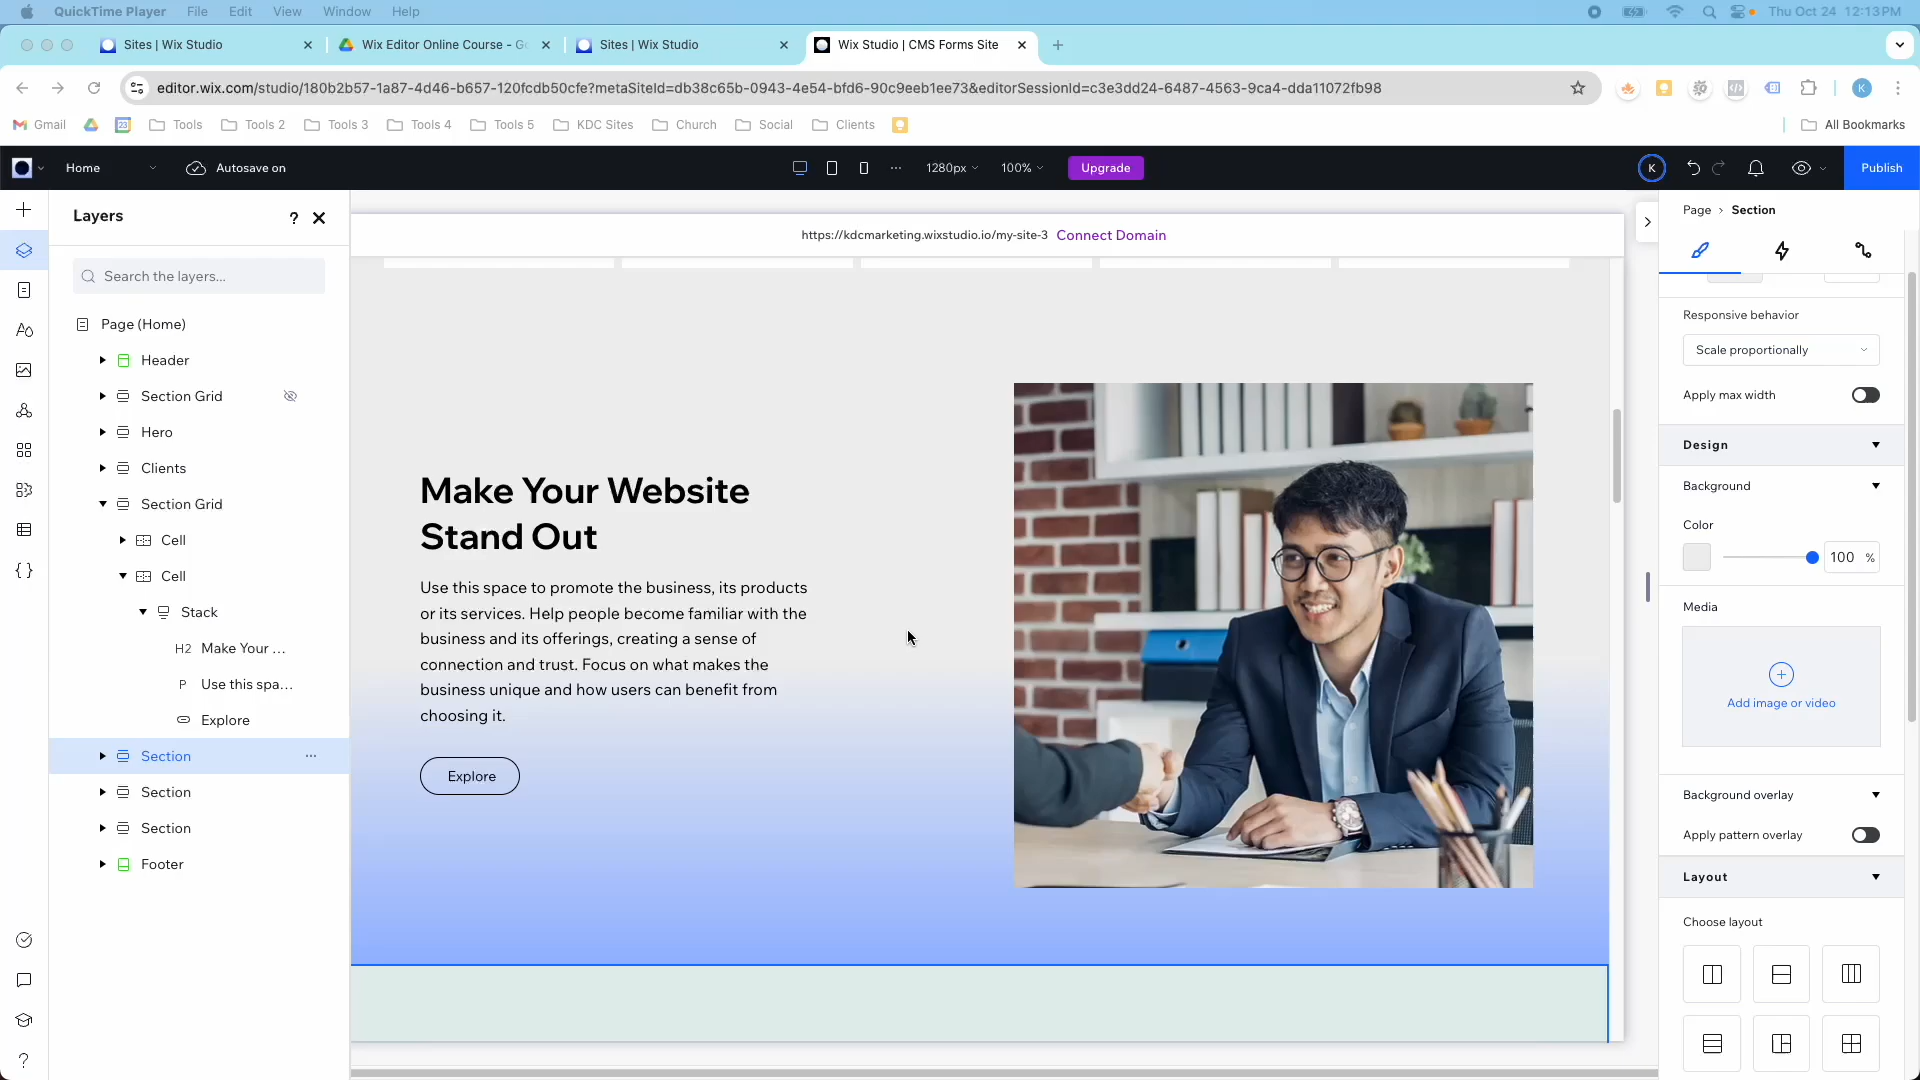 QuickTime Player File Edit View Window Help Thu Oct 24 12:13 PM
Sites | Wix Studio
Wix Editor Online Course - Go
Sites | Wix Studio
Wix Studio | CMS Forms Site
editor.wix.com/studio/180b2b57-1a87-4d46-b657-120fcdb50cfe?metaSiteId=db38c65b-0943-4e54-bfd6-90c9eeb1ee73&editorSessionId=c3e3dd24-6487-4563-9ca4-dda11072fb98
K
Gmail Tools Tools 2 Tools 3 Tools 4 Tools 5 KDC Sites Church Social Clients All Bookmarks
Home Autosave on 1280px 100% Upgrade K Publish
Layers
?
Search the layers...
Page (Home)
Header
Section Grid
Hero
Clients
Section Grid
Cell
Cell
Stack
H2 Make Your ...
P Use this spa...
Explore
Section
Section
Section
Footer
https://kdcmarketing.wixstudio.io/my-site-3 Connect Domain
Make Your Website
Stand Out
Use this space to promote the business, its products
or its services. Help people become familiar with the
business and its offerings, creating a sense of
connection and trust. Focus on what makes the
business unique and how users can benefit from
choosing it.
Explore
Page > Section
Responsive behavior
Scale proportionally
Apply max width
Design
Background
Color
100 %
Media
Add image or video
Background overlay
Apply pattern overlay
Layout
Choose layout